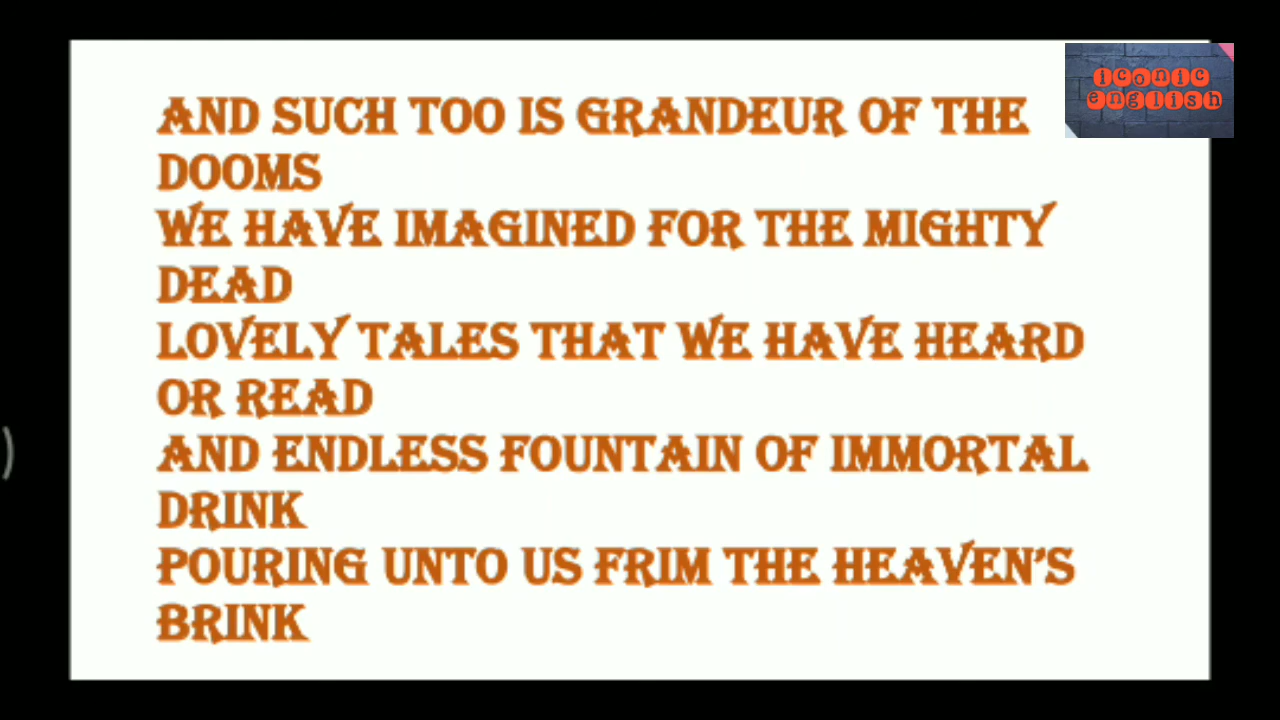 iconic
english
AND SUCH TOO IS GRANDEUR OF THE
DOOMS
WE HAVE IMAGINED FOR THE MIGHTY
DEAD
LOVELY TALES THAT WE HAVE HEARD
OR READ
AND ENDLESS FOUNTAIN OF IMMORTAL
DRINK
POURING UNTO US FRIM THE HEAVEN'S
BRINK